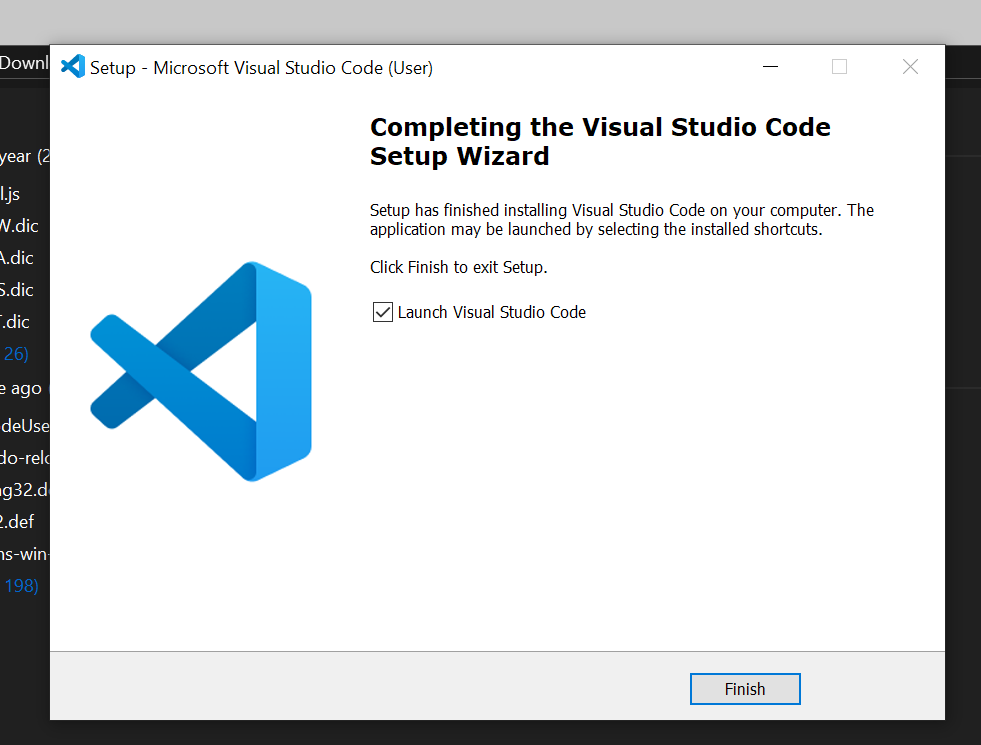 Setup - Microsoft Visual Studio Code (User)
Downl
Completing the Visual Studio Code
Setup Wizard
year (2
l.js
Setup has finished installing Visual Studio Code on your computer. The
W.dic
application may be launched by selecting the installed shortcuts.
A.dic
Click Finish to exit Setup.
S.dic
Launch Visual Studio Code
T.dic
26)
e ago
deUse
do-relo
ng32.d
2.def
ns-win-
198)
Finish